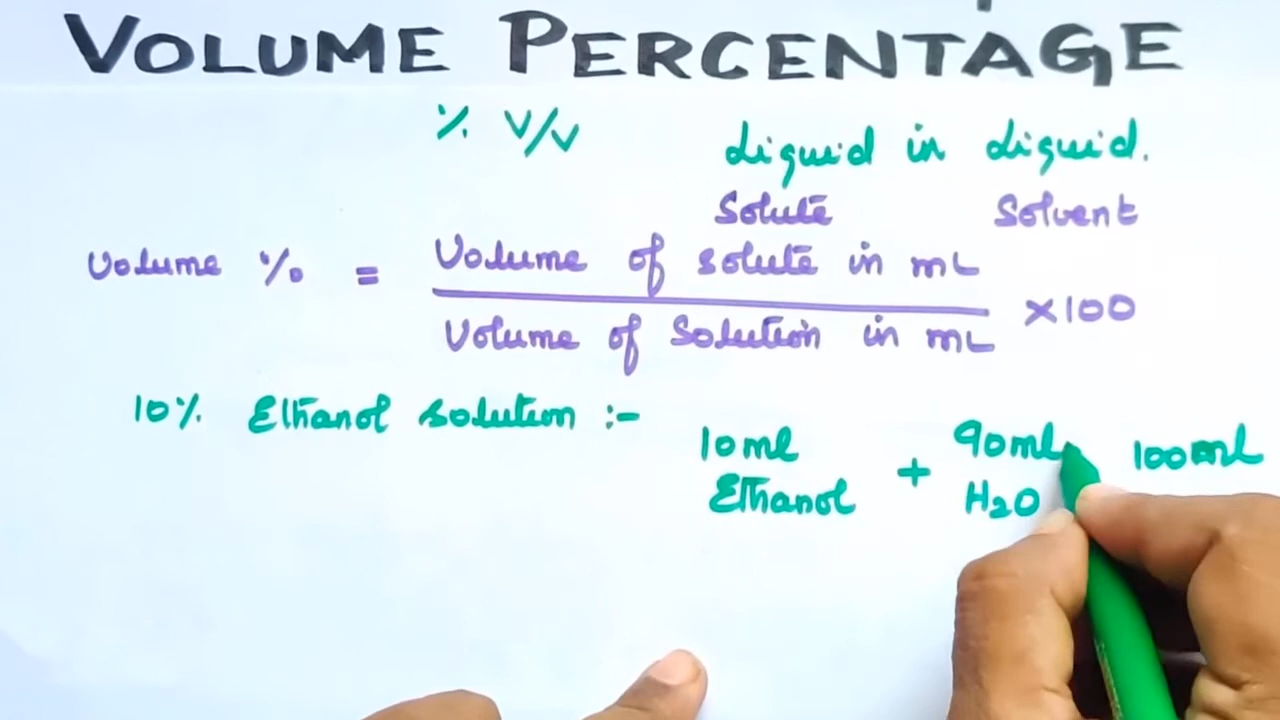 VOLUME PERCENTAGE
% V/V
Liquid in Liquid.
Solute Solvent
Volume % = Volume of solute in mL
Volume of Solution in mL
×100
10% Ethanol solution :-
10ml + 90ml 100ml
Ethanol H2O